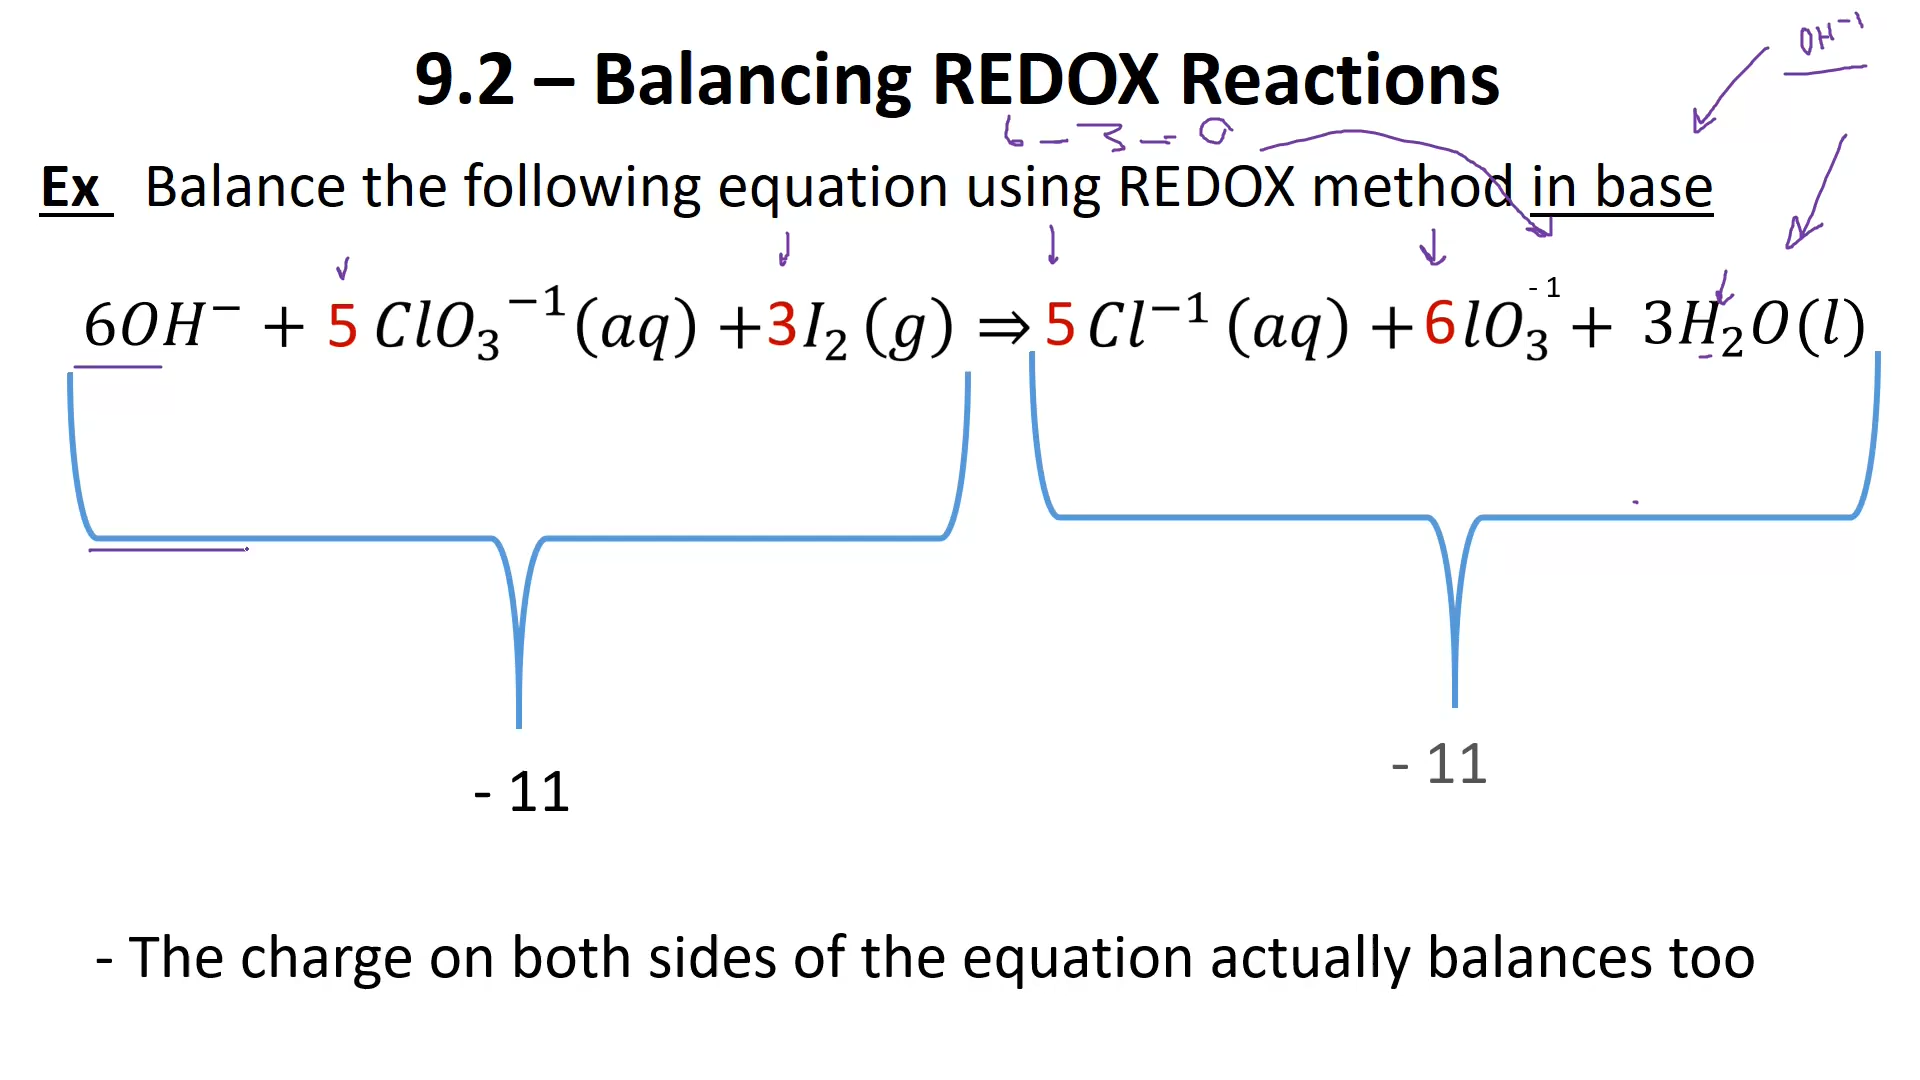 OH⁻¹
9.2 – Balancing REDOX Reactions
6 – 3 = 0
Ex Balance the following equation using REDOX method in base
6OH⁻ + 5 ClO₃⁻¹(aq) +3I₂(g) ⇒ 5 Cl⁻¹ (aq) + 6lO₃⁻¹ + 3H₂O(l)
- 11
- 11
- The charge on both sides of the equation actually balances too